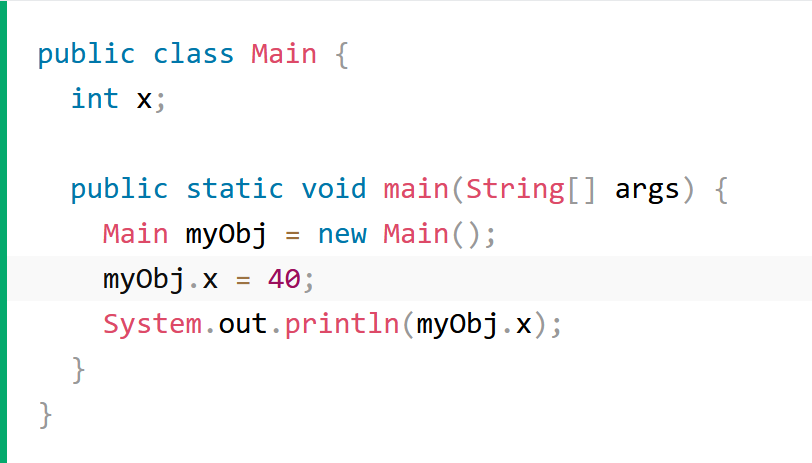 public class Main {
  int x;

  public static void main(String[] args) {
    Main myObj = new Main();
    myObj.x = 40;
    System.out.println(myObj.x);
  }
}